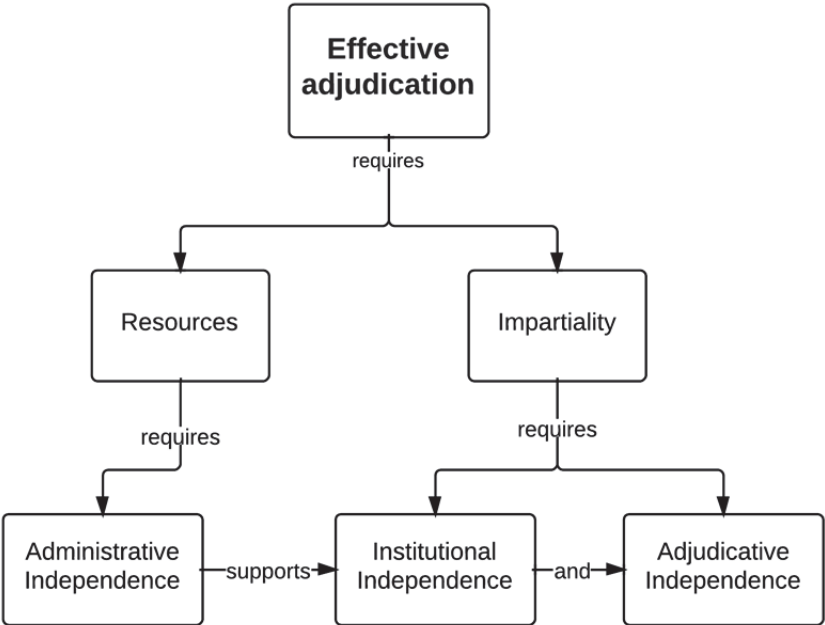 Effective
adjudication
requires
Resources
Impartiality
requires
requires
Administrative
Independence
supports
Institutional
Independence
and
Adjudicative
Independence